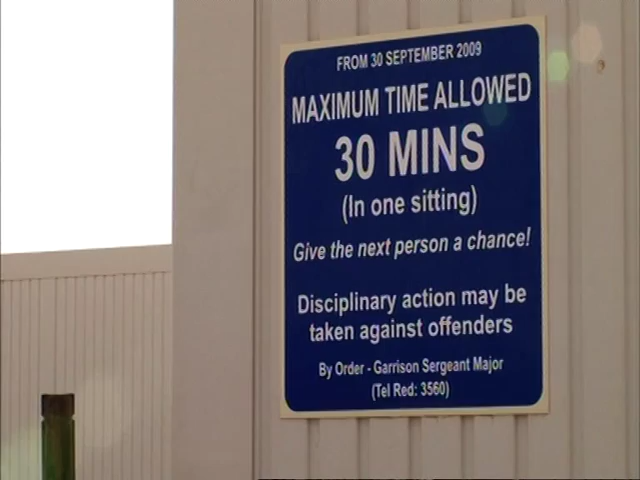 FROM 30 SEPTEMBER 2009
MAXIMUM TIME ALLOWED
30 MINS
(In one sitting)
Give the next person a chance!
Disciplinary action may be
taken against offenders
By Order - Garrison Sergeant Major
(Tel Red: 3560)